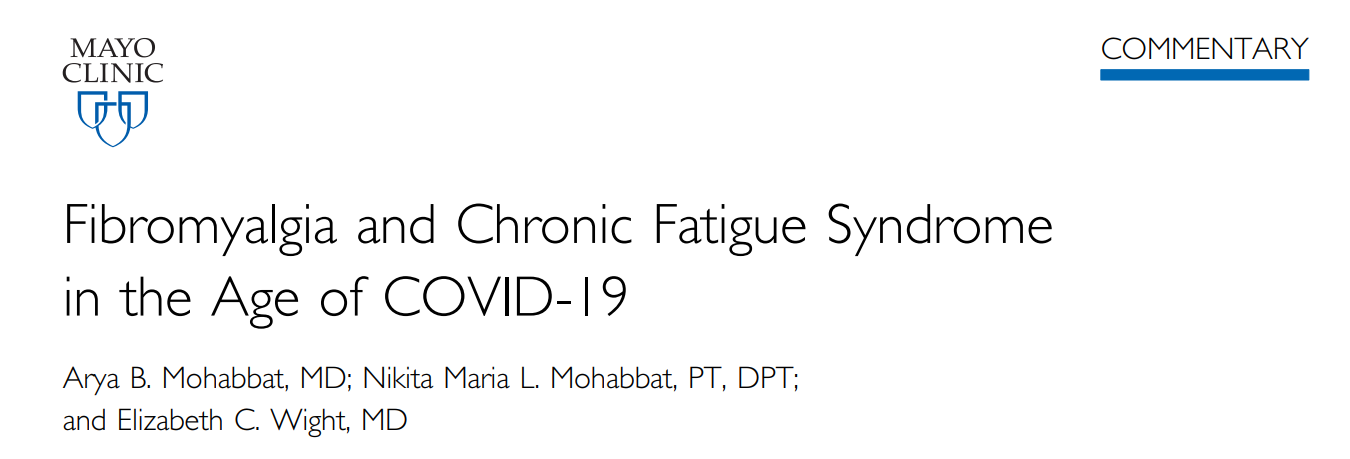 MAYO
CLINIC
COMMENTARY
Fibromyalgia and Chronic Fatigue Syndrome
in the Age of COVID-19
Arya B. Mohabbat, MD; Nikita Maria L. Mohabbat, PT, DPT;
and Elizabeth C. Wight, MD